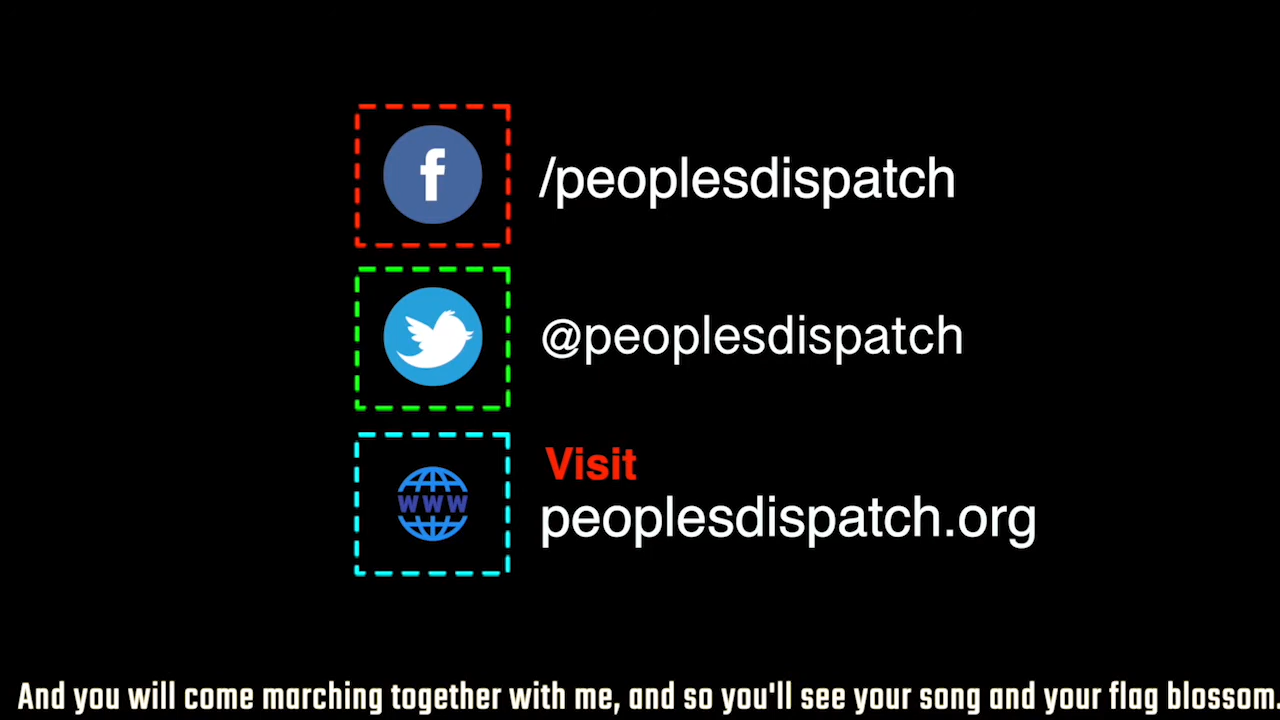 f
/peoplesdispatch
@peoplesdispatch
Visit
WWW
peoplesdispatch.org
And you will come marching together with me, and so you'll see your song and your flag blossom.